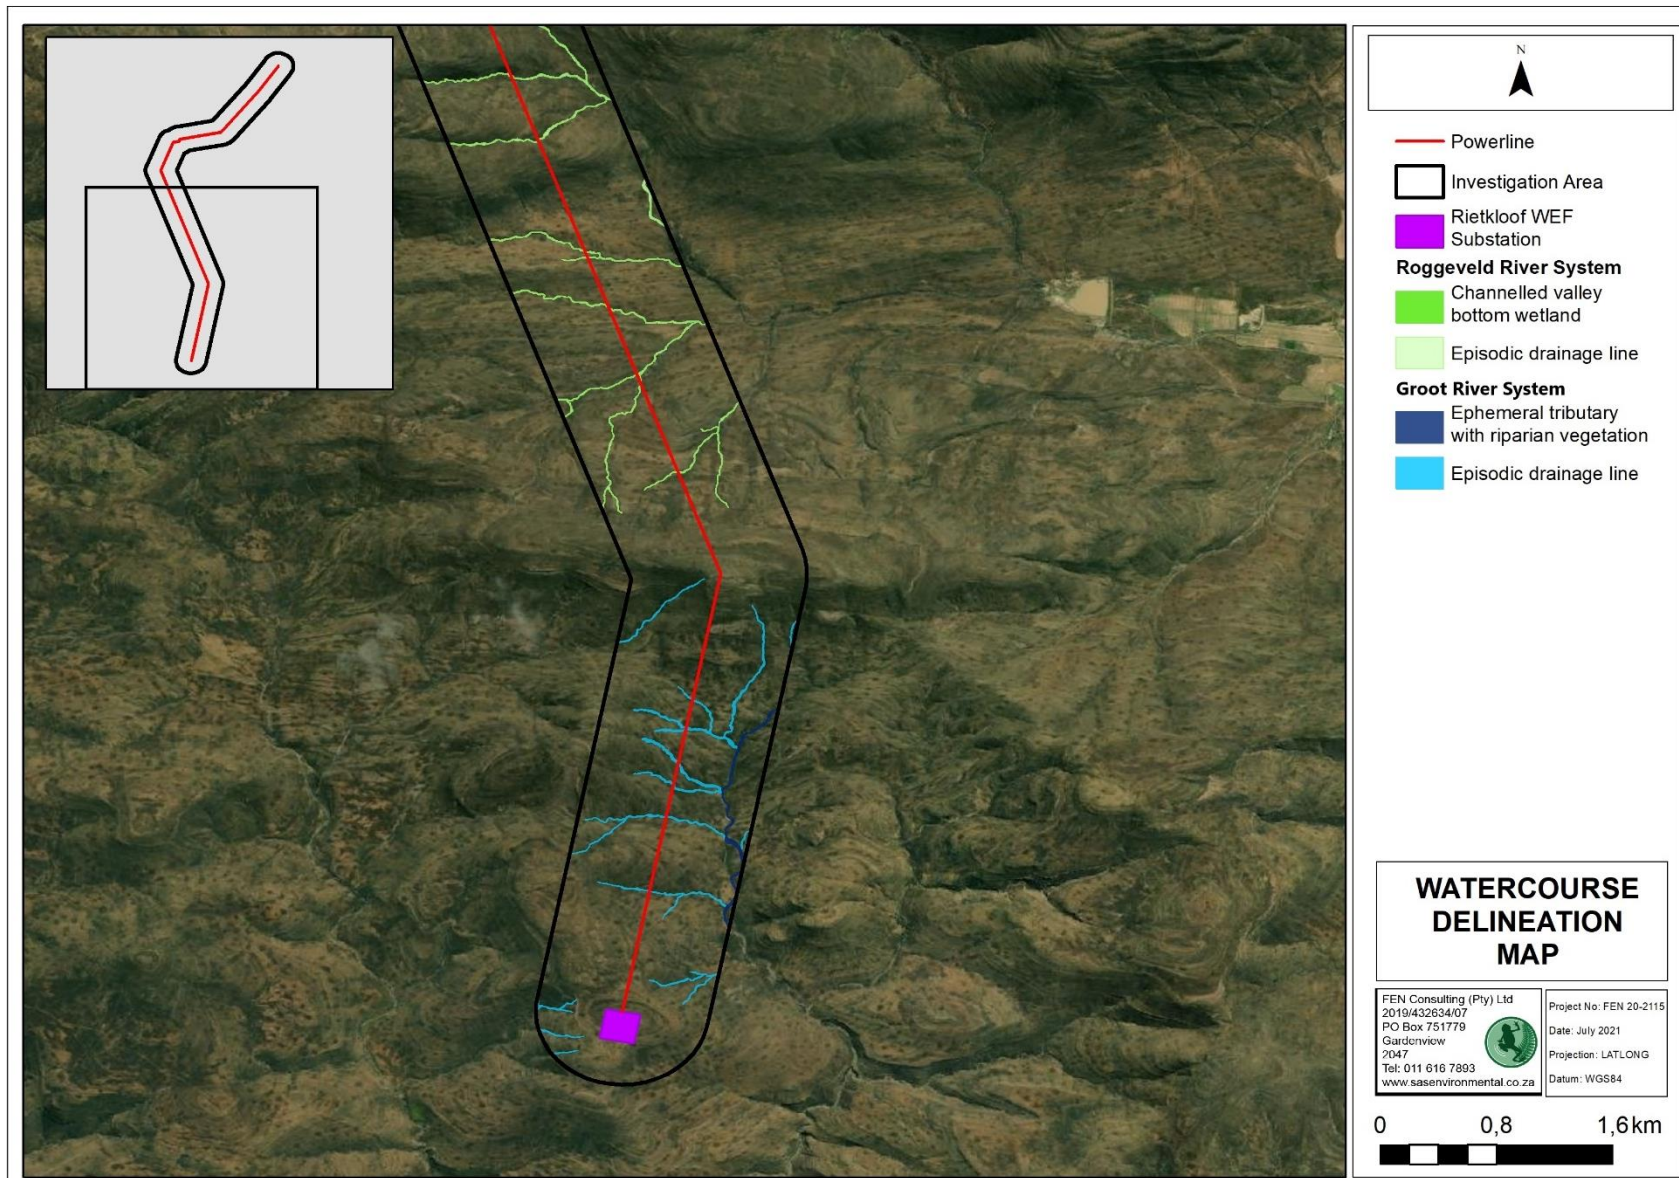 N
Powerline
Investigation Area
Rietkloof WEF
Substation
Roggeveld River System
Channelled valley
bottom wetland
Episodic drainage line
Groot River System
Ephemeral tributary
with riparian vegetation
Episodic drainage line
WATERCOURSE
DELINEATION
MAP
FEN Consulting (Pty) Ltd
2019/432634/07
PO Box 751779
Gardenview
2047
Tel: 011 616 7893
www.sasenvironmental.co.za
Project No: FEN 20-2115
Date: July 2021
Projection: LATLONG
Datum: WGS84
0 0,8 1,6 km